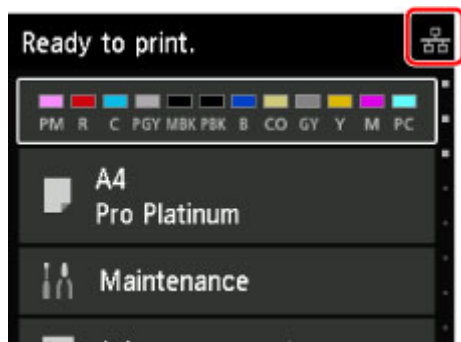 Ready to print.
PM R C PGY MBK PBK B CO GY Y M PC
A4
Pro Platinum
Maintenance